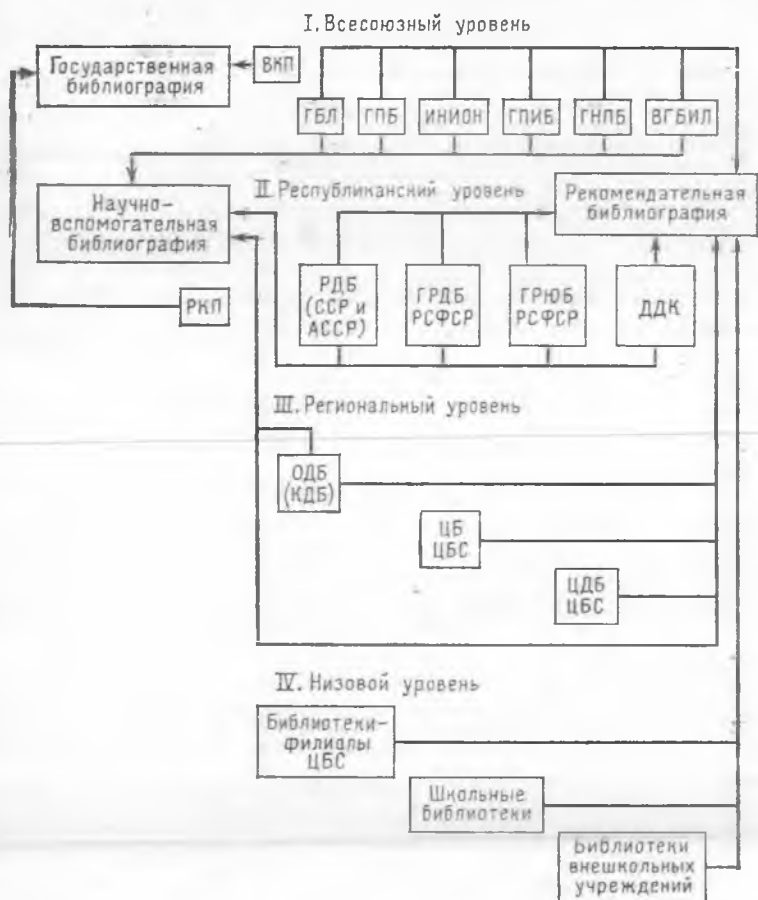 I. Всесоюзный уровень
Государственная
библиография
ВКП
ГБЛ
ГПБ
ИНИОН
ГПИБ
ГНПБ
ВГБИЛ
Научно-
вспомогательная
библиография
II. Республиканский уровень
Рекомендательная
библиография
РКП
РДБ
(ССР и
АССР)
ГРДБ
РСФСР
ГРЮБ
РСФСР
ДДК
III. Региональный уровень
ОДБ
(КДБ)
ЦБ
ЦБС
ЦДБ
ЦБС
IV. Низовой уровень
Библиотеки-
филиалы
ЦБС
Школьные
библиотеки
Библиотеки
внешкольных
учреждений